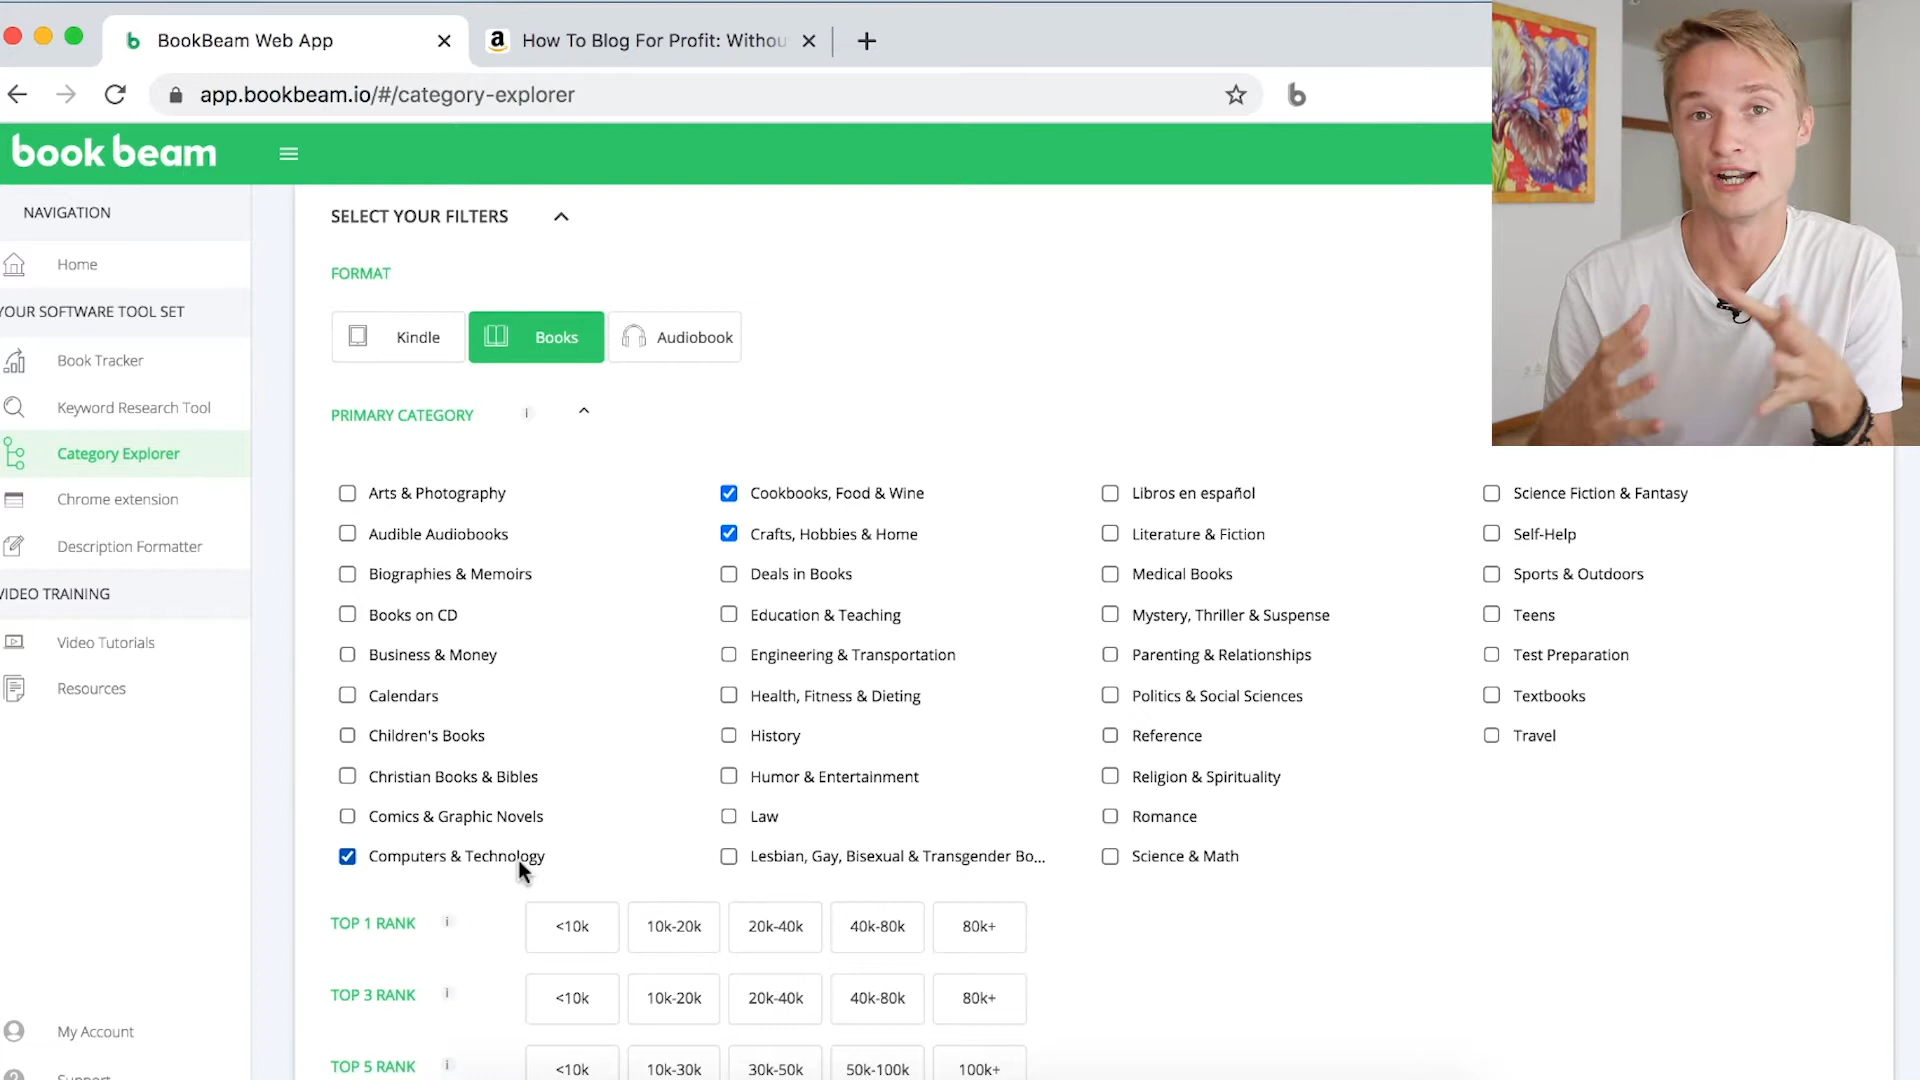 BookBeam Web App
How To Blog For Profit: Withou
app.bookbeam.io/#/category-explorer
book beam
NAVIGATION
Home
YOUR SOFTWARE TOOL SET
Book Tracker
Keyword Research Tool
Category Explorer
Chrome extension
Description Formatter
VIDEO TRAINING
Video Tutorials
Resources
My Account
SELECT YOUR FILTERS
FORMAT
Kindle
Books
Audiobook
PRIMARY CATEGORY i
Arts & Photography
Audible Audiobooks
Biographies & Memoirs
Books on CD
Business & Money
Calendars
Children's Books
Christian Books & Bibles
Comics & Graphic Novels
Computers & Technology
Cookbooks, Food & Wine
Crafts, Hobbies & Home
Deals in Books
Education & Teaching
Engineering & Transportation
Health, Fitness & Dieting
History
Humor & Entertainment
Law
Lesbian, Gay, Bisexual & Transgender Bo...
Libros en español
Literature & Fiction
Medical Books
Mystery, Thriller & Suspense
Parenting & Relationships
Politics & Social Sciences
Reference
Religion & Spirituality
Romance
Science & Math
Science Fiction & Fantasy
Self-Help
Sports & Outdoors
Teens
Test Preparation
Textbooks
Travel
TOP 1 RANK i <10k 10k-20k 20k-40k 40k-80k 80k+
TOP 3 RANK i <10k 10k-20k 20k-40k 40k-80k 80k+
TOP 5 RANK i <10k 10k-30k 30k-50k 50k-100k 100k+